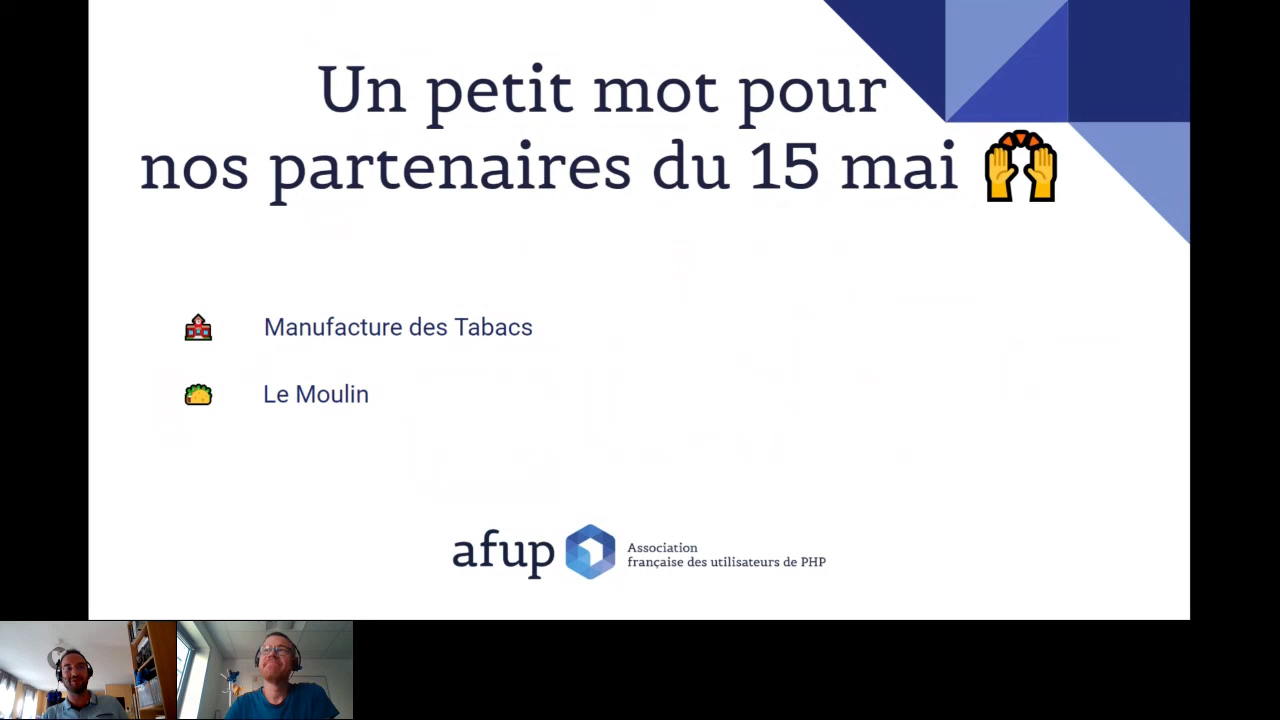 Un petit mot pour
nos partenaires du 15 mai
Manufacture des Tabacs
Le Moulin
afup
Association
française des utilisateurs de PHP